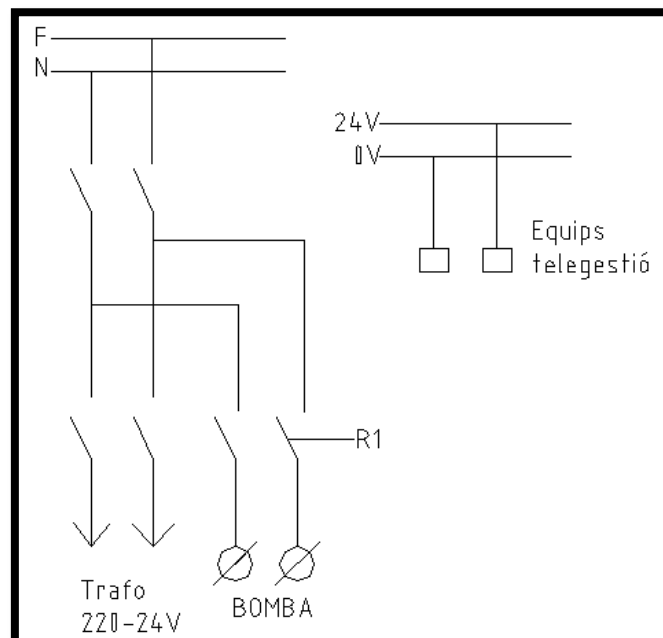 F
N
24V
0V
Equips
telegestió
R1
Trafo
220-24V
BOMBA